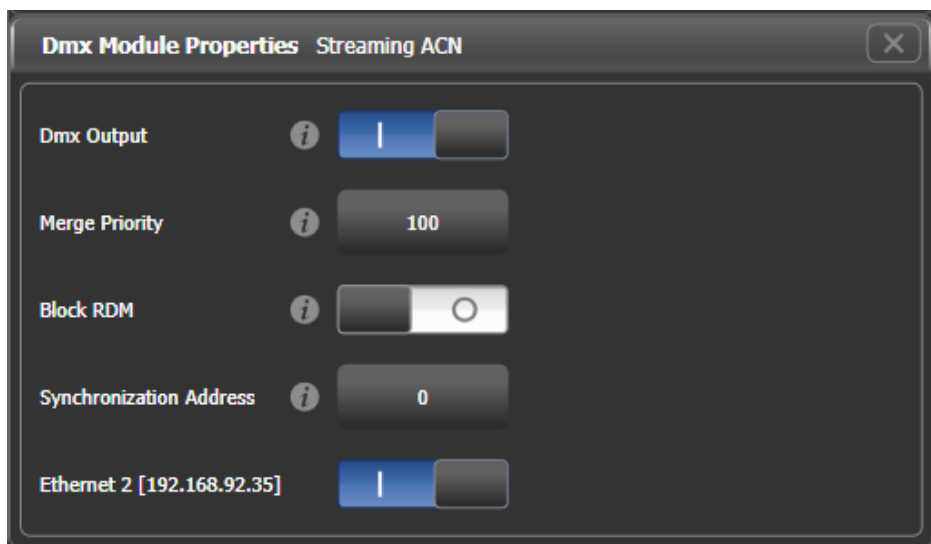 Dmx Module Properties Streaming ACN
Dmx Output
Merge Priority 100
Block RDM
Synchronization Address 0
Ethernet 2 [192.168.92.35]